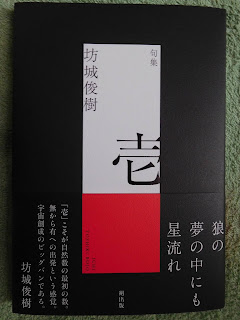 句集
坊城俊樹
壱
狼の
夢の中にも
星流れ
「壱」こそが自然数の最初の数。
無から有への出発という感覚。
宇宙創成のビッグバンである。
坊城俊樹
朔出版